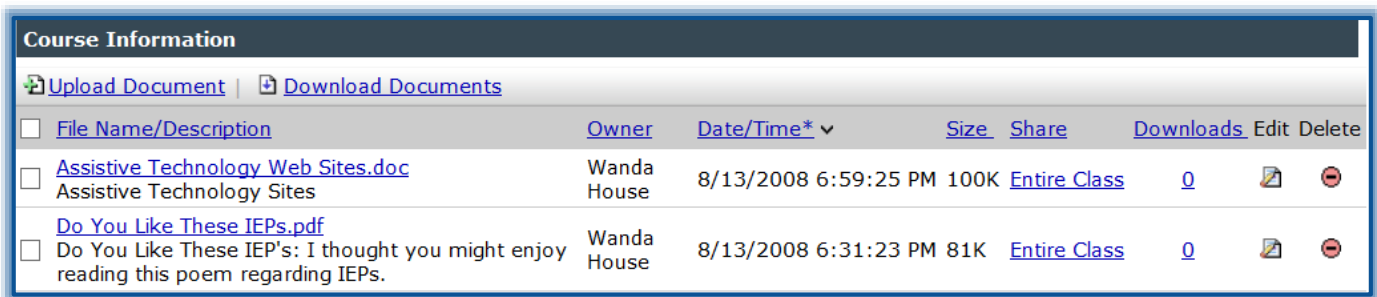 Course Information
Upload Document | Download Documents
File Name/Description Owner Date/Time* Size Share Downloads Edit Delete
Assistive Technology Web Sites.doc
Assistive Technology Sites
Wanda
House
8/13/2008 6:59:25 PM 100K Entire Class 0
Do You Like These IEPs.pdf
Do You Like These IEP's: I thought you might enjoy
reading this poem regarding IEPs.
Wanda
House
8/13/2008 6:31:23 PM 81K Entire Class 0